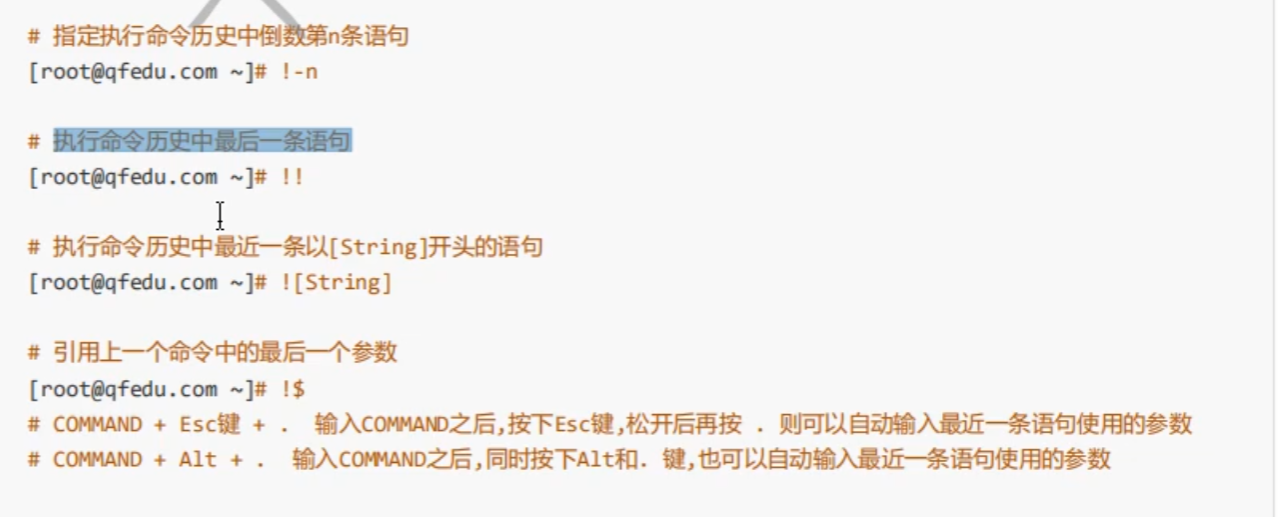 # 指定执行命令历史中倒数第n条语句
[root@qfedu.com ~]# !-n
# 执行命令历史中最后一条语句
[root@qfedu.com ~]# !!
# 执行命令历史中最近一条以[String]开头的语句
[root@qfedu.com ~]# ![String]
# 引用上一个命令中的最后一个参数
[root@qfedu.com ~]# !$
# COMMAND + Esc键 + .  输入COMMAND之后,按下Esc键,松开后再按 . 则可以自动输入最近一条语句使用的参数
# COMMAND + Alt + .  输入COMMAND之后,同时按下Alt和. 键,也可以自动输入最近一条语句使用的参数